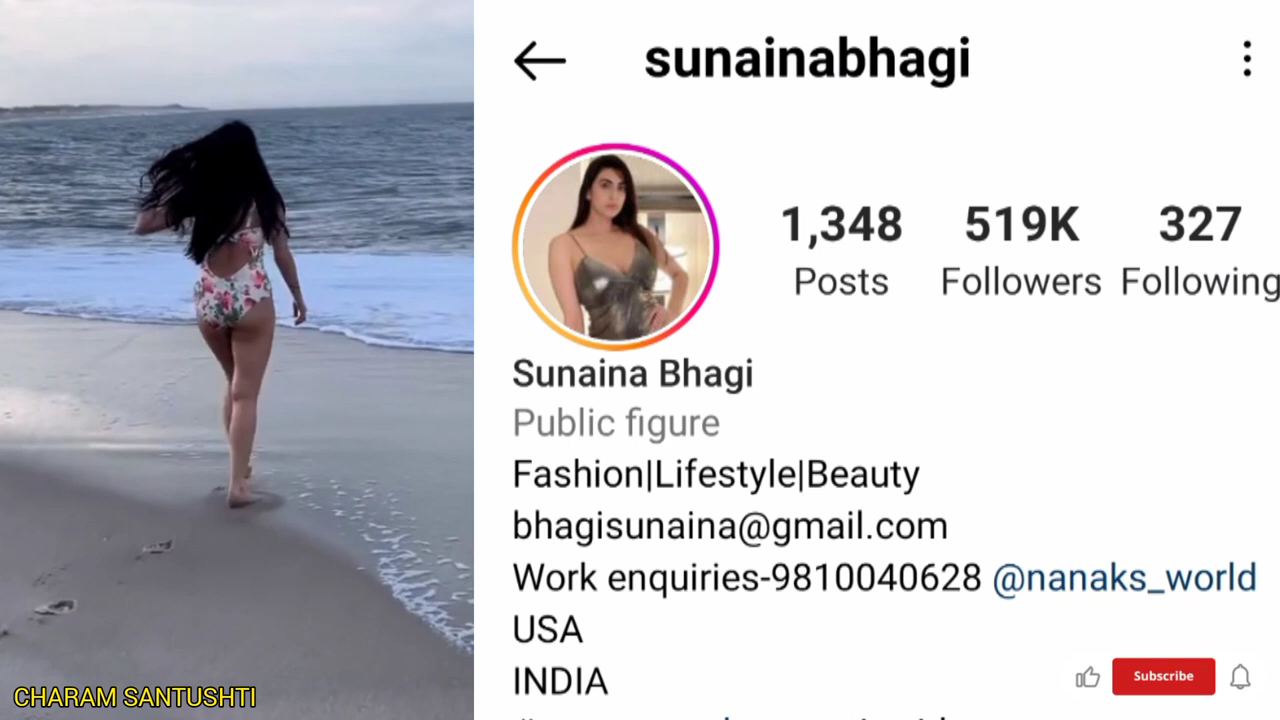 sunainabhagi
1,348 519K 327
Posts Followers Following
Sunaina Bhagi
Public figure
Fashion|Lifestyle|Beauty
bhagisunaina@gmail.com
Work enquiries-9810040628 @nanaks_world
USA
INDIA
Subscribe
CHARAM SANTUSHTI